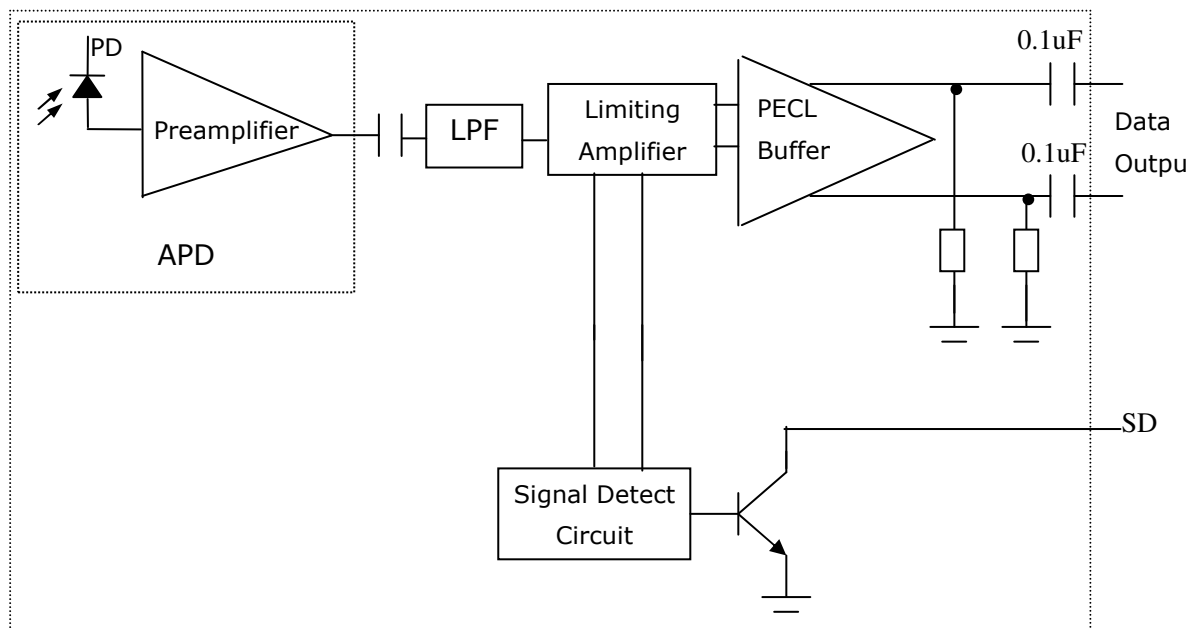 0.1uF
PD
Preamplifier
LPF
Limiting
Amplifier
PECL
Buffer
Data
Outpu
0.1uF
APD
SD
Signal Detect
Circuit